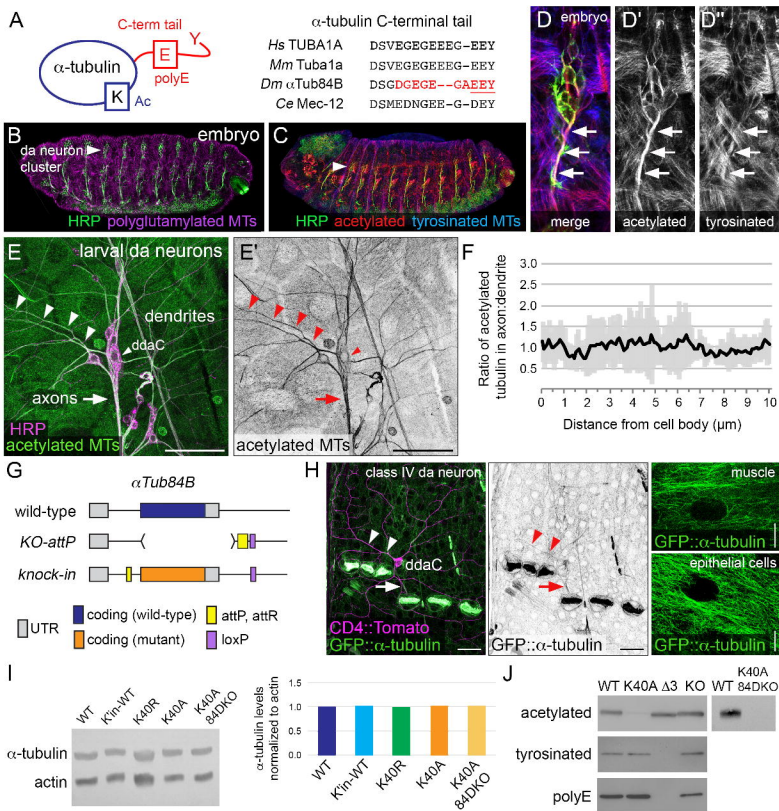 A
C-term tail
α-tubulin
E
Y
polyE
K
Ac
α-tubulin C-terminal tail
Hs TUBA1A DSVEGEGEEEG-EEY
Mm Tuba1a DSVEGEGEEEG-EEY
Dm αTub84B DSGDGEGE--GAEEY
Ce Mec-12 DSMEDNGEE-G-DEY
B
embryo
da neuron
cluster
HRP polyglutamylated MTs
C
HRP acetylated tyrosinated MTs
D embryo
merge
D'
acetylated
D''
tyrosinated
E larval da neurons
dendrites
ddaC
axons
HRP
acetylated MTs
E'
acetylated MTs
F
Ratio of acetylated
tubulin in axon:dendrite
3.0
2.5
2.0
1.5
1.0
0.5
0 1 2 3 4 5 6 7 8 9 10
Distance from cell body (µm)
G
αTub84B
wild-type
KO-attP
knock-in
UTR
coding (wild-type)
coding (mutant)
attP, attR
loxP
H class IV da neuron
ddaC
CD4::Tomato
GFP::α-tubulin
GFP::α-tubulin
muscle
GFP::α-tubulin
epithelial cells
GFP::α-tubulin
I
WT K'in-WT K40R K40A K40A 84DKO
α-tubulin
actin
α-tubulin levels
normalized to actin
1.5
1.0
0.5
0.0
WT K'in-WT K40R K40A K40A 84DKO
J
WT K40A Δ3 KO
WT K40A 84DKO
acetylated
tyrosinated
polyE